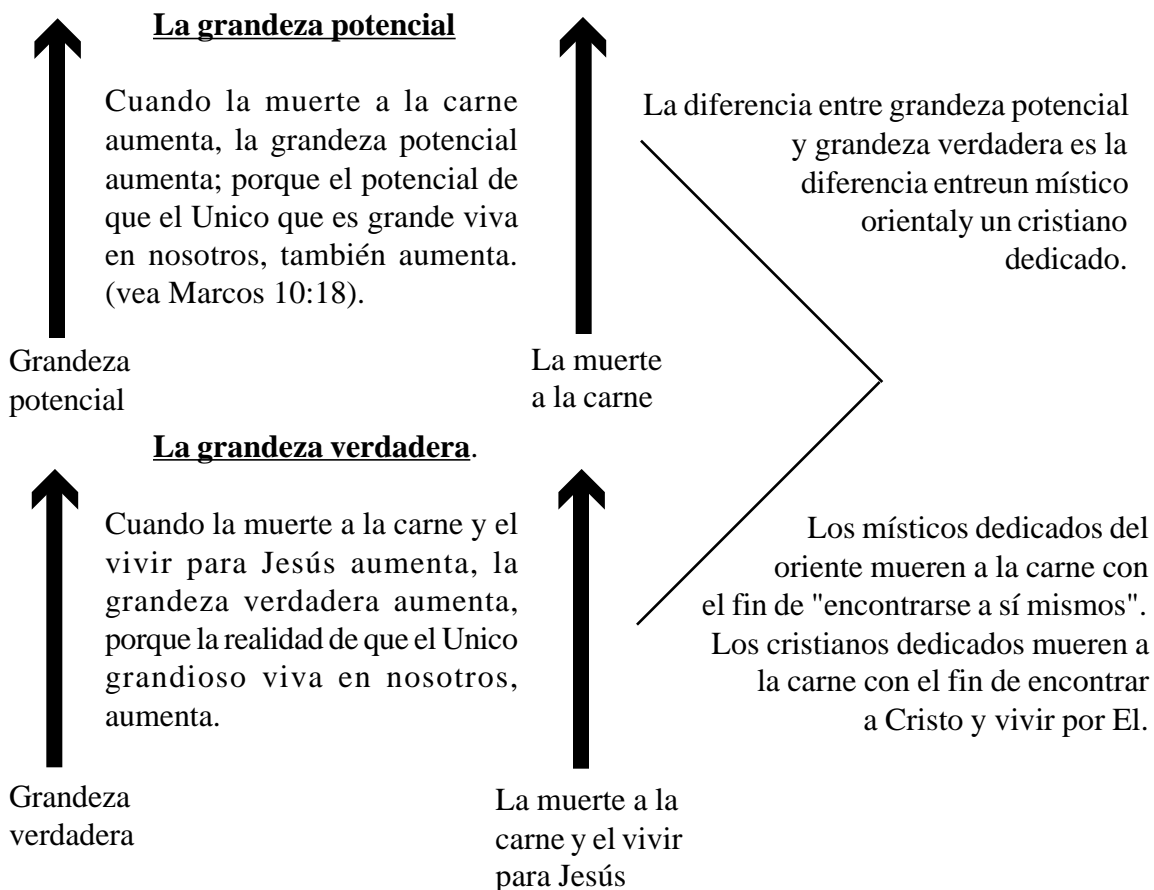 La grandeza potencial
Cuando la muerte a la carne
aumenta, la grandeza potencial
aumenta; porque el potencial de
que el Unico que es grande viva
en nosotros, también aumenta.
(vea Marcos 10:18).
Grandeza
potencial
La muerte
a la carne
La diferencia entre grandeza potencial
y grandeza verdadera es la
diferencia entreun místico
orientaly un cristiano
dedicado.
La grandeza verdadera.
Cuando la muerte a la carne y el
vivir para Jesús aumenta, la
grandeza verdadera aumenta,
porque la realidad de que el Unico
grandioso viva en nosotros,
aumenta.
Grandeza
verdadera
La muerte a la
carne y el vivir
para Jesús
Los místicos dedicados del
oriente mueren a la carne con
el fin de "encontrarse a sí mismos".
Los cristianos dedicados mueren a
la carne con el fin de encontrar
a Cristo y vivir por El.